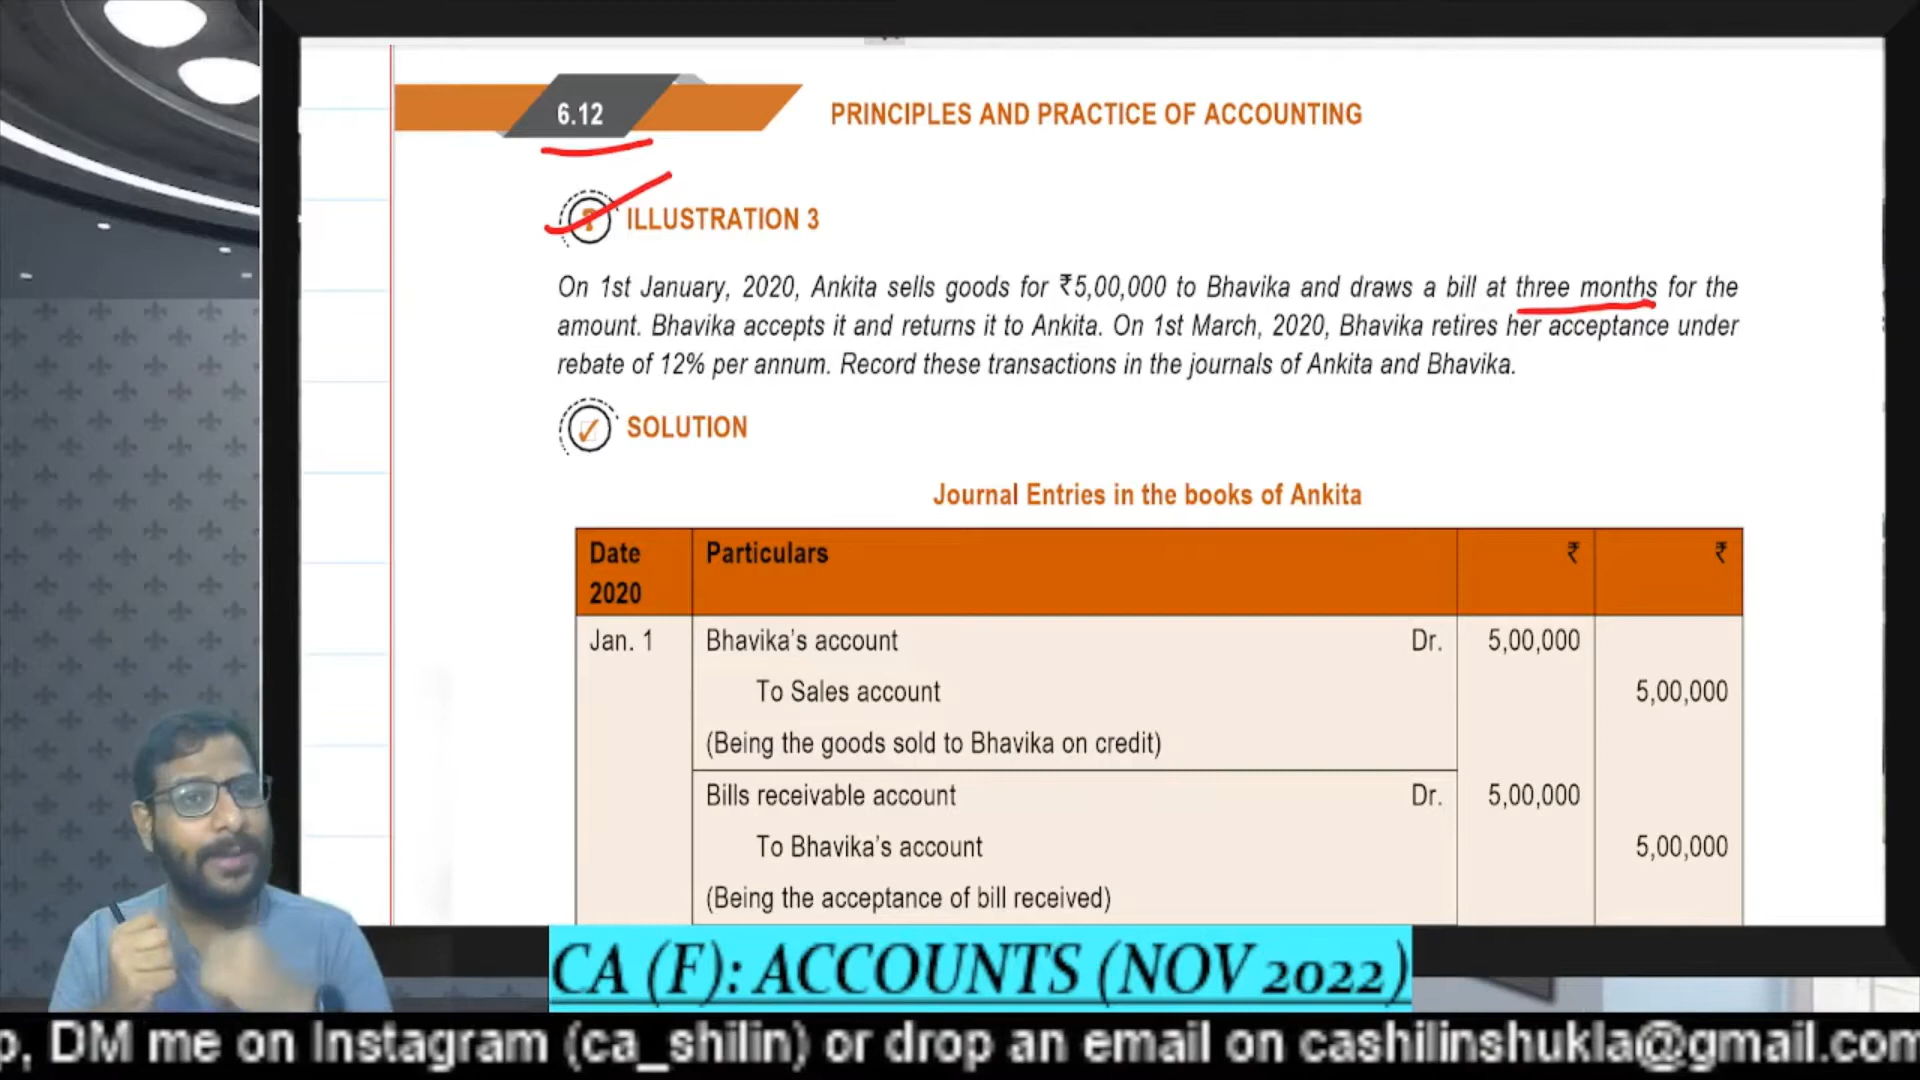 6.12
PRINCIPLES AND PRACTICE OF ACCOUNTING
ILLUSTRATION 3
On 1st January, 2020, Ankita sells goods for ₹5,00,000 to Bhavika and draws a bill at three months for the
amount. Bhavika accepts it and returns it to Ankita. On 1st March, 2020, Bhavika retires her acceptance under
rebate of 12% per annum. Record these transactions in the journals of Ankita and Bhavika.
SOLUTION
Journal Entries in the books of Ankita
Date 2020 Particulars ₹ ₹
Jan. 1 Bhavika's account Dr. 5,00,000
To Sales account 5,00,000
(Being the goods sold to Bhavika on credit)
Bills receivable account Dr. 5,00,000
To Bhavika's account 5,00,000
(Being the acceptance of bill received)
CA (F): ACCOUNTS (NOV 2022)
p, DM me on Instagram (ca_shilin) or drop an email on cashilinshukla@gmail.com